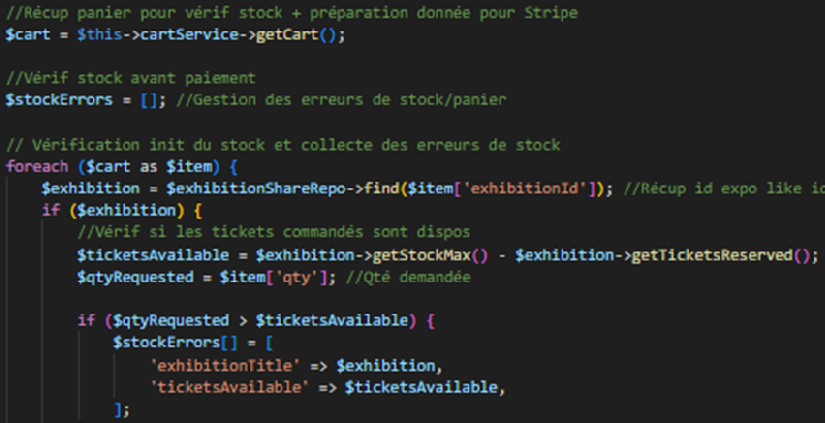 //Récup panier pour vérif stock + préparation donnée pour Stripe
$cart = $this->cartService->getCart();
//Vérif stock avant paiement
$stockErrors = []; //Gestion des erreurs de stock/panier
// Vérification init du stock et collecte des erreurs de stock
foreach ($cart as $item) {
$exhibition = $exhibitionShareRepo->find($item['exhibitionId']); //Récup id expo like
if ($exhibition) {
//Vérif si les tickets commandés sont dispos
$ticketsAvailable = $exhibition->getStockMax() - $exhibition->getTicketsReserved();
$qtyRequested = $item['qty']; //Qté demandée
if ($qtyRequested > $ticketsAvailable) {
$stockErrors[] = [
'exhibitionTitle' => $exhibition,
'ticketsAvailable' => $ticketsAvailable,
];